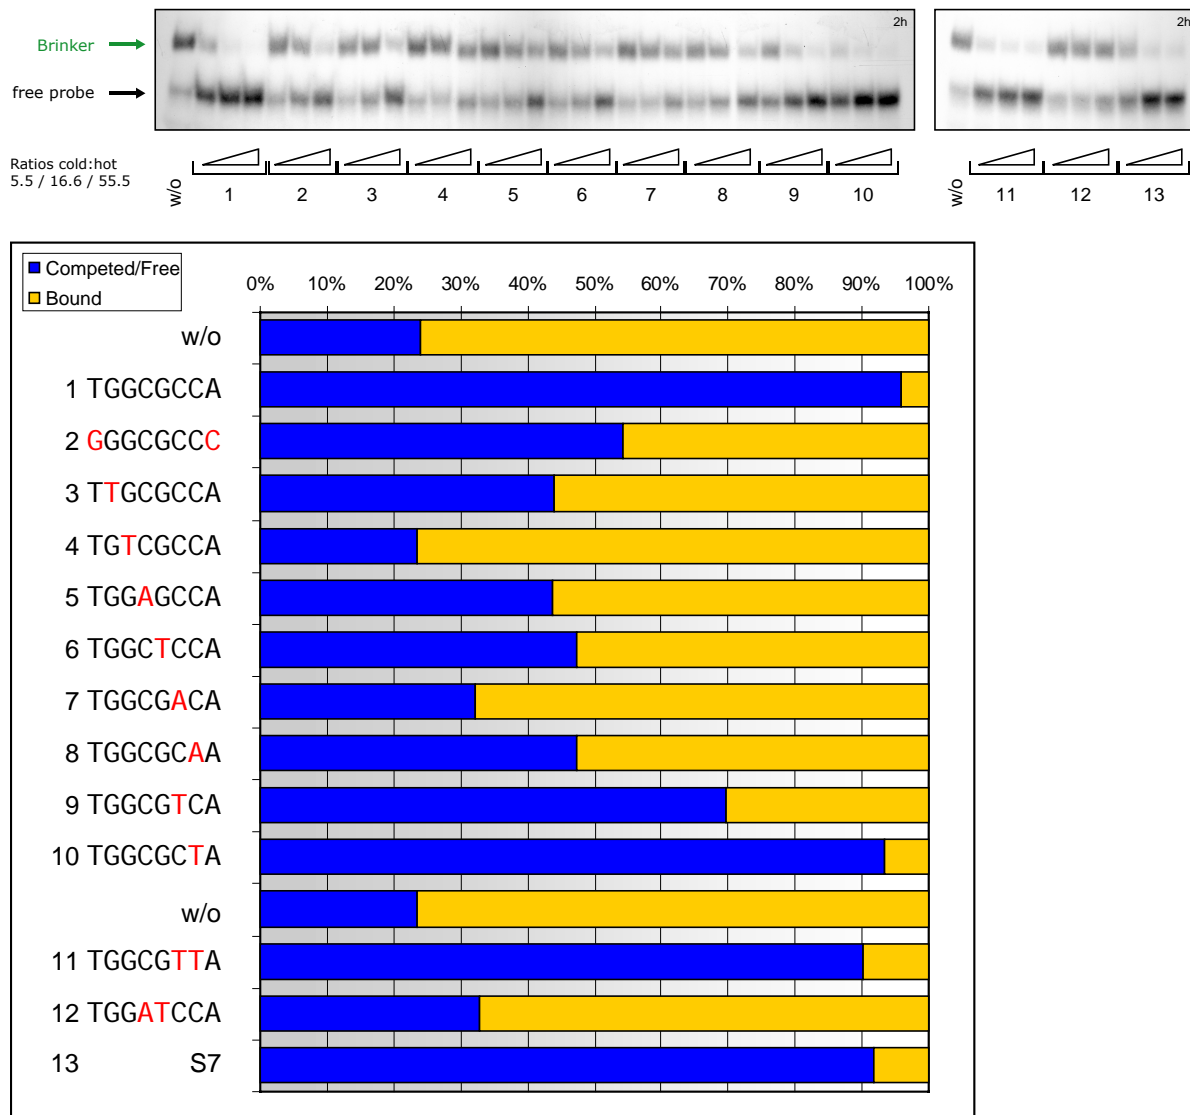 Brinker
2h
2h
free probe
Ratios cold:hot
5.5 / 16.6 / 55.5
w/o 1 2 3 4 5 6 7 8 9 10
w/o 11 12 13
Competed/Free
Bound
0% 10% 20% 30% 40% 50% 60% 70% 80% 90% 100%
w/o
1 TGGCGCCA
2 GGGCGCCC
3 TTGCGCCA
4 TGTCGCCA
5 TGGAGCCA
6 TGGCTCCA
7 TGGCGACA
8 TGGCGCAA
9 TGGCGTCA
10 TGGCGCTA
w/o
11 TGGCGTTA
12 TGGATCCA
13 S7